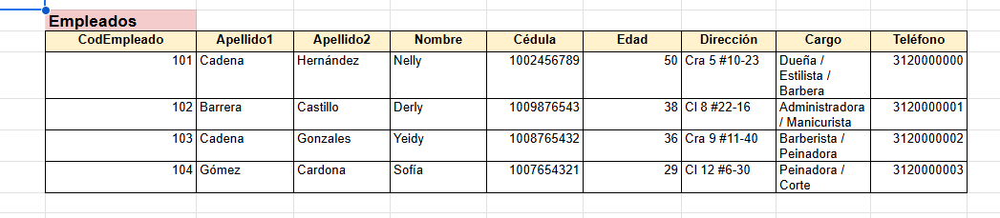 Empleados
CodEmpleado Apellido1 Apellido2 Nombre Cédula Edad Dirección Cargo Teléfono
101 Cadena Hernández Nelly 1002456789 50 Cra 5 #10-23 Dueña / 3120000000
Estilista /
Barbera
102 Barrera Castillo Derly 1009876543 38 Cl 8 #22-16 Administradora 3120000001
/ Manicurista
103 Cadena Gonzales Yeidy 1008765432 36 Cra 9 #11-40 Barberista / 3120000002
Peinadora
104 Gómez Cardona Sofía 1007654321 29 Cl 12 #6-30 Peinadora / 3120000003
Corte